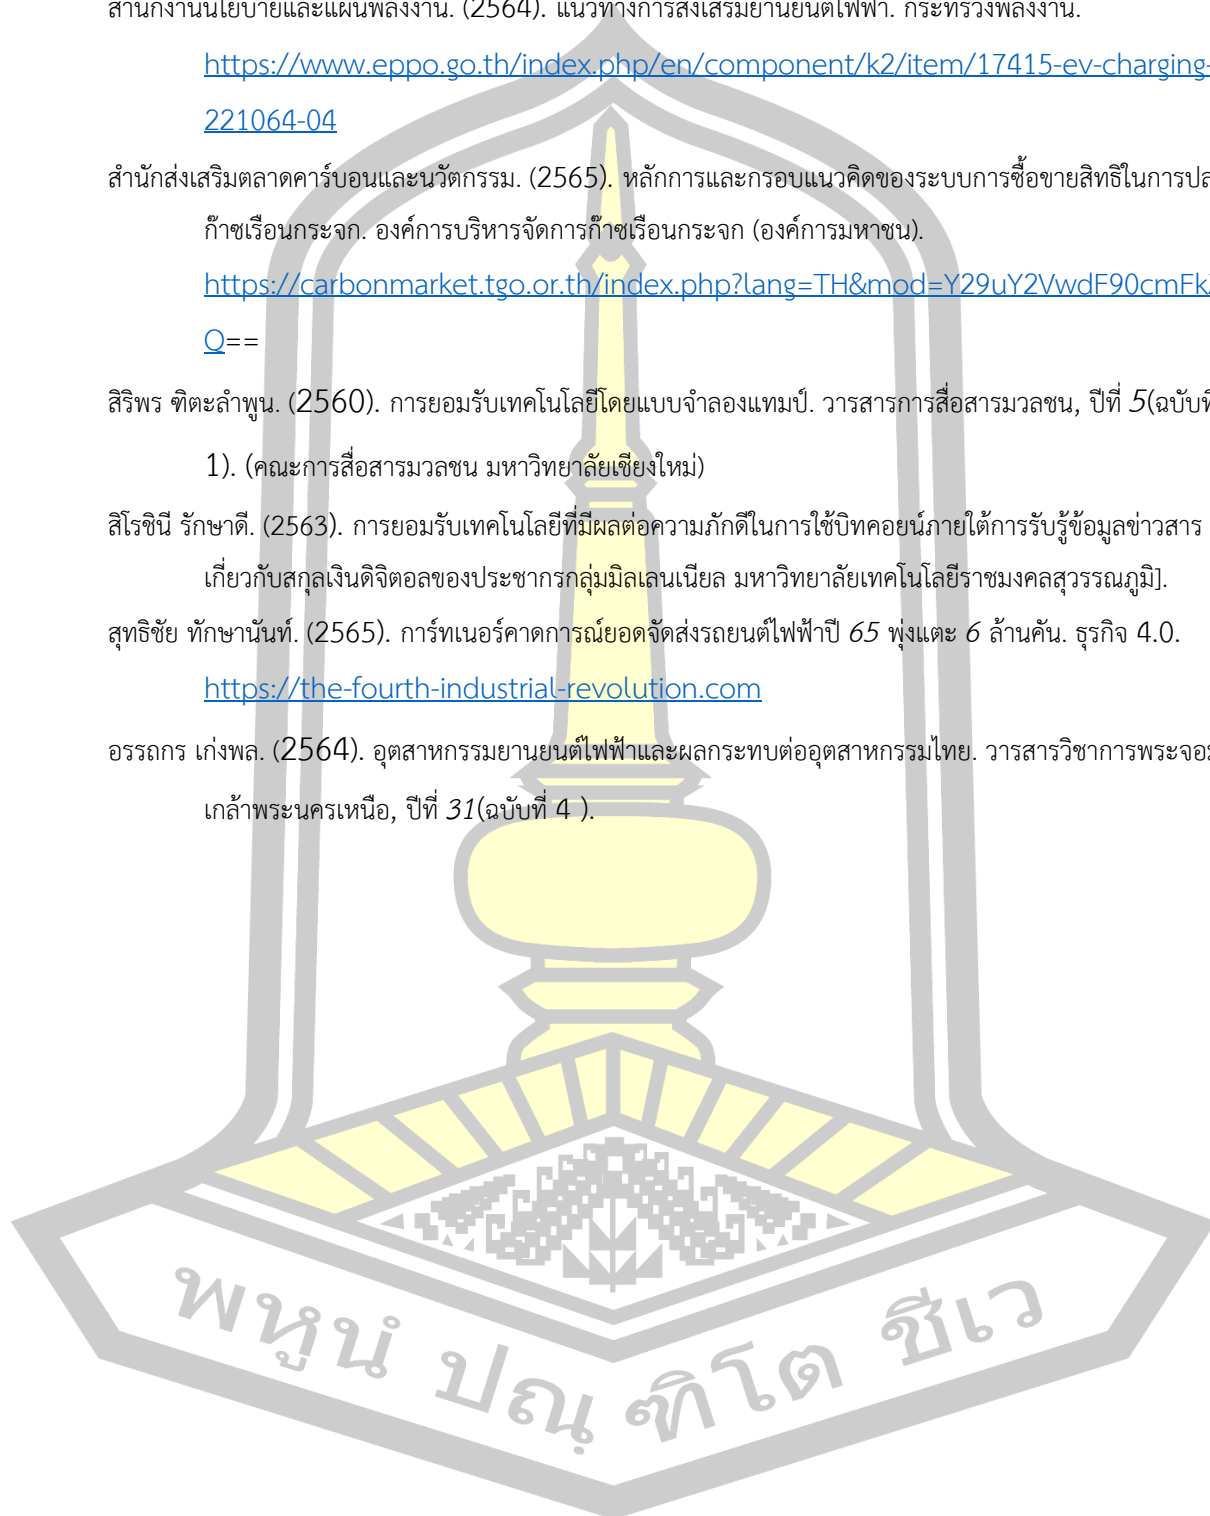 สำนักงานนโยบายและแผนพลังงาน. (2564). แนวทางการส่งเสริมยานยนต์ไฟฟ้า. กระทรวงพลังงาน.
https://www.eppo.go.th/index.php/en/component/k2/item/17415-ev-charging-
221064-04
สำนักส่งเสริมตลาดคาร์บอนและนวัตกรรม. (2565). หลักการและกรอบแนวคิดของระบบการซื้อขายสิทธิในการปล
ก๊าซเรือนกระจก. องค์การบริหารจัดการก๊าซเรือนกระจก (องค์การมหาชน).
https://carbonmarket.tgo.or.th/index.php?lang=TH&mod=Y29uY2VwdF90cmFk
Q==
สิริพร ฑิตะลำพูน. (2560). การยอมรับเทคโนโลยีโดยแบบจำลองแทมป์. วารสารการสื่อสารมวลชน, ปีที่ 5(ฉบับที่
1). (คณะการสื่อสารมวลชน มหาวิทยาลัยเชียงใหม่)
สิโรชินี รักษาดี. (2563). การยอมรับเทคโนโลยีที่มีผลต่อความภักดีในการใช้บิทคอยน์ภายใต้การรับรู้ข้อมูลข่าวสาร
เกี่ยวกับสกุลเงินดิจิตอลของประชากรกลุ่มมิลเลนเนียล มหาวิทยาลัยเทคโนโลยีราชมงคลสุวรรณภูมิ].
สุทธิชัย ทักษานันท์. (2565). การ์ทเนอร์คาดการณ์ยอดจัดส่งรถยนต์ไฟฟ้าปี 65 พุ่งแตะ 6 ล้านคัน. ธุรกิจ 4.0.
https://the-fourth-industrial-revolution.com
อรรถกร เก่งพล. (2564). อุตสาหกรรมยานยนต์ไฟฟ้าและผลกระทบต่ออุตสาหกรรมไทย. วารสารวิชาการพระจอม
เกล้าพระนครเหนือ, ปีที่ 31(ฉบับที่ 4 ).
พหูนํ ปณฺฑิโต ชีเว